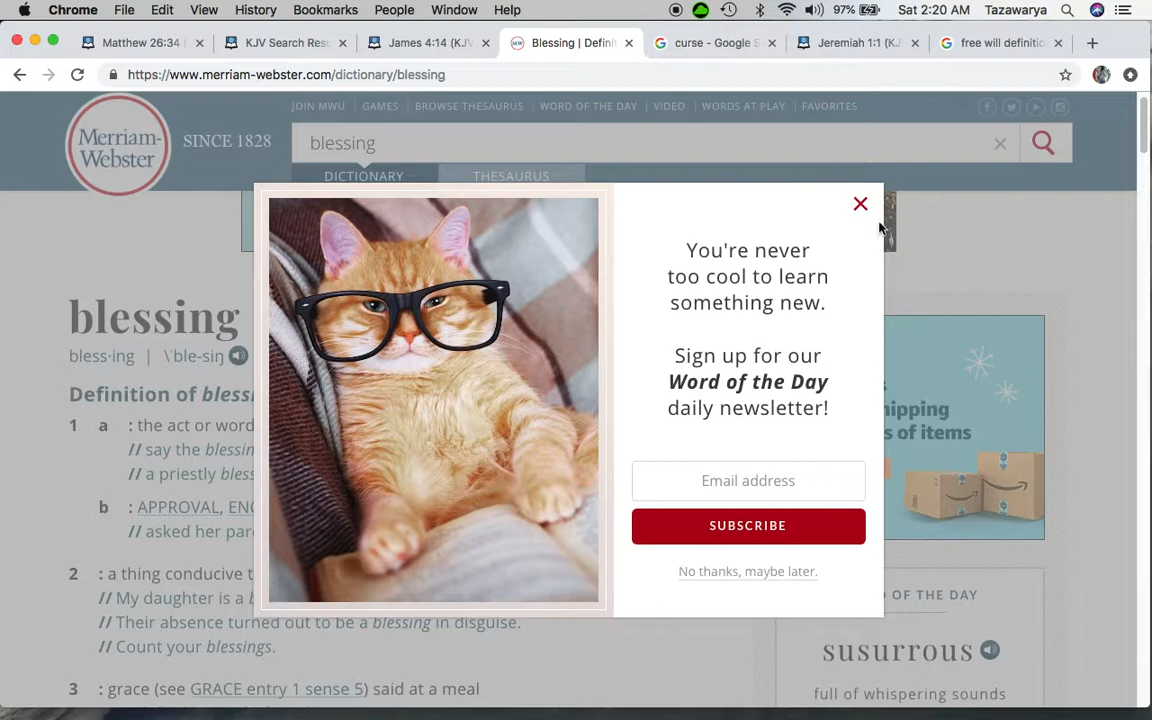 Chrome File Edit View History Bookmarks People Window Help 97% Sat 2:20 AM Tazawarya
Matthew 26:34 KJV Search Resu James 4:14 (KJV Blessing | Definit curse - Google S Jeremiah 1:1 (KJ free will definitio
https://www.merriam-webster.com/dictionary/blessing
JOIN MWU GAMES BROWSE THESAURUS WORD OF THE DAY VIDEO WORDS AT PLAY FAVORITES
Merriam-
Webster
SINCE 1828
blessing
DICTIONARY THESAURUS
You're never
too cool to learn
something new.
Sign up for our
Word of the Day
daily newsletter!
Email address
SUBSCRIBE
No thanks, maybe later.
blessing
bless·ing | \ˈble-siŋ
Definition of blessi
1 a : the act or word
// say the blessin
// a priestly bles
b : APPROVAL, ENC
// asked her par
2 : a thing conducive t
// My daughter is a b
// Their absence turned out to be a blessing in disguise.
// Count your blessings.
3 : grace (see GRACE entry 1 sense 5) said at a meal
hipping
s of items
OF THE DAY
susurrous
full of whispering sounds